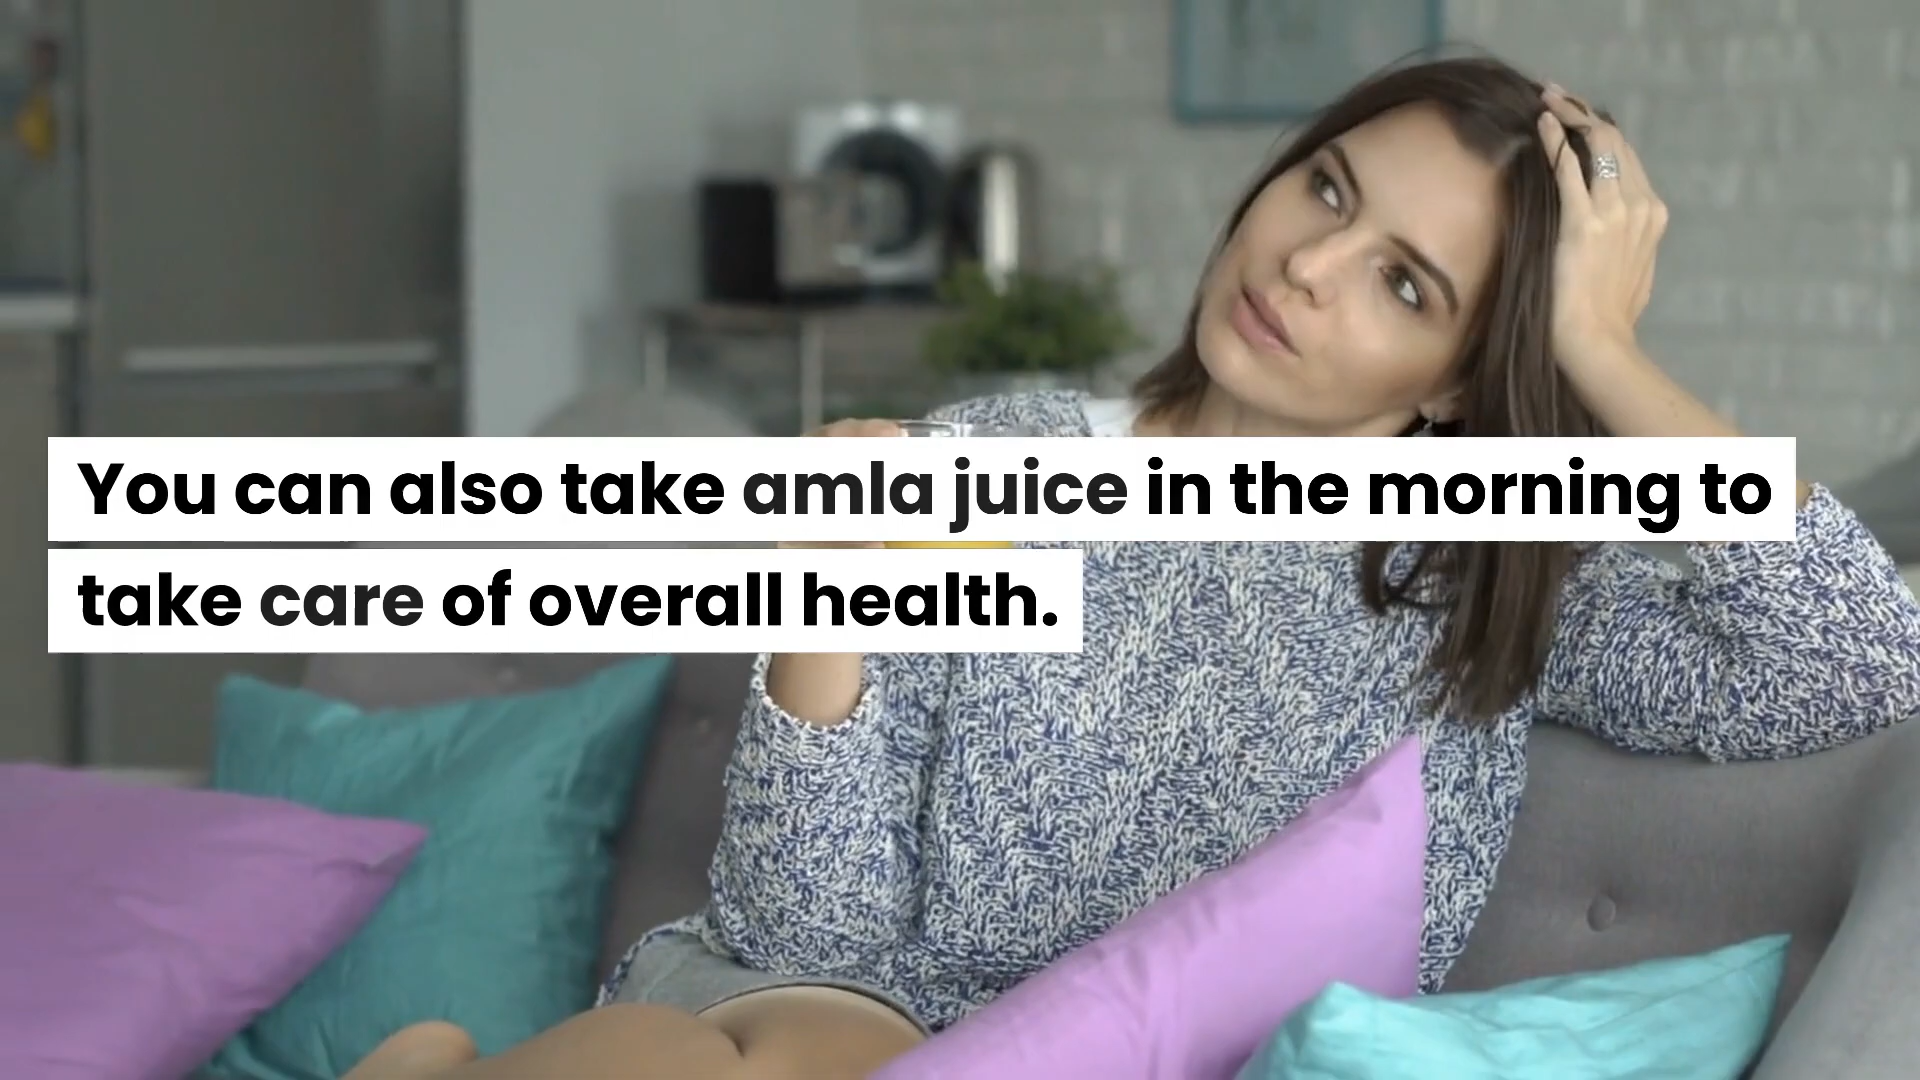 You can also take amla juice in the morning to
take care of overall health.